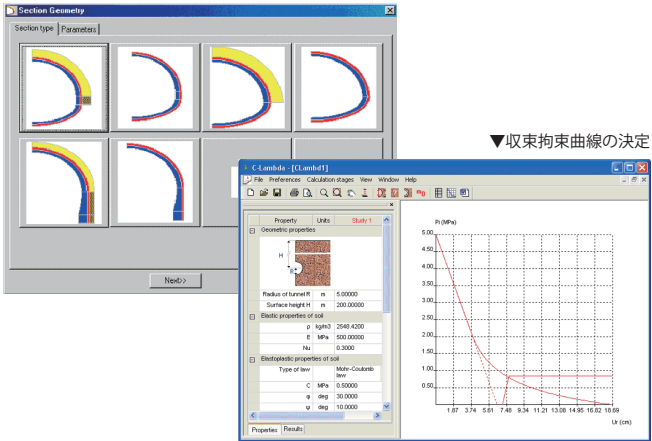 Section Geometry
Section type Parameters
Next>>
▼収束拘束曲線の決定
C-Lambda - [CLambd1]
File Preferences Calculation stages View Window Help
Property Units Study 1
Geometric properties
H
R
Radius of tunnel R m 5.00000
Surface height H m 200.00000
Elastic properties of soil
ρ kg/m3 2548.4200
E MPa 500.00000
Nu 0.3000
Elastoplastic properties of soil
Type of law Mohr-Coulomb law
C MPa 0.50000
φ deg 30.0000
ψ deg 10.0000
Properties Results
Pi (MPa)
5.00
4.50
4.00
3.50
3.00
2.50
2.00
1.50
1.00
0.50
1.87 3.74 5.61 7.48 9.34 11.21 13.08 14.95 16.82 18.69
Ur (cm)